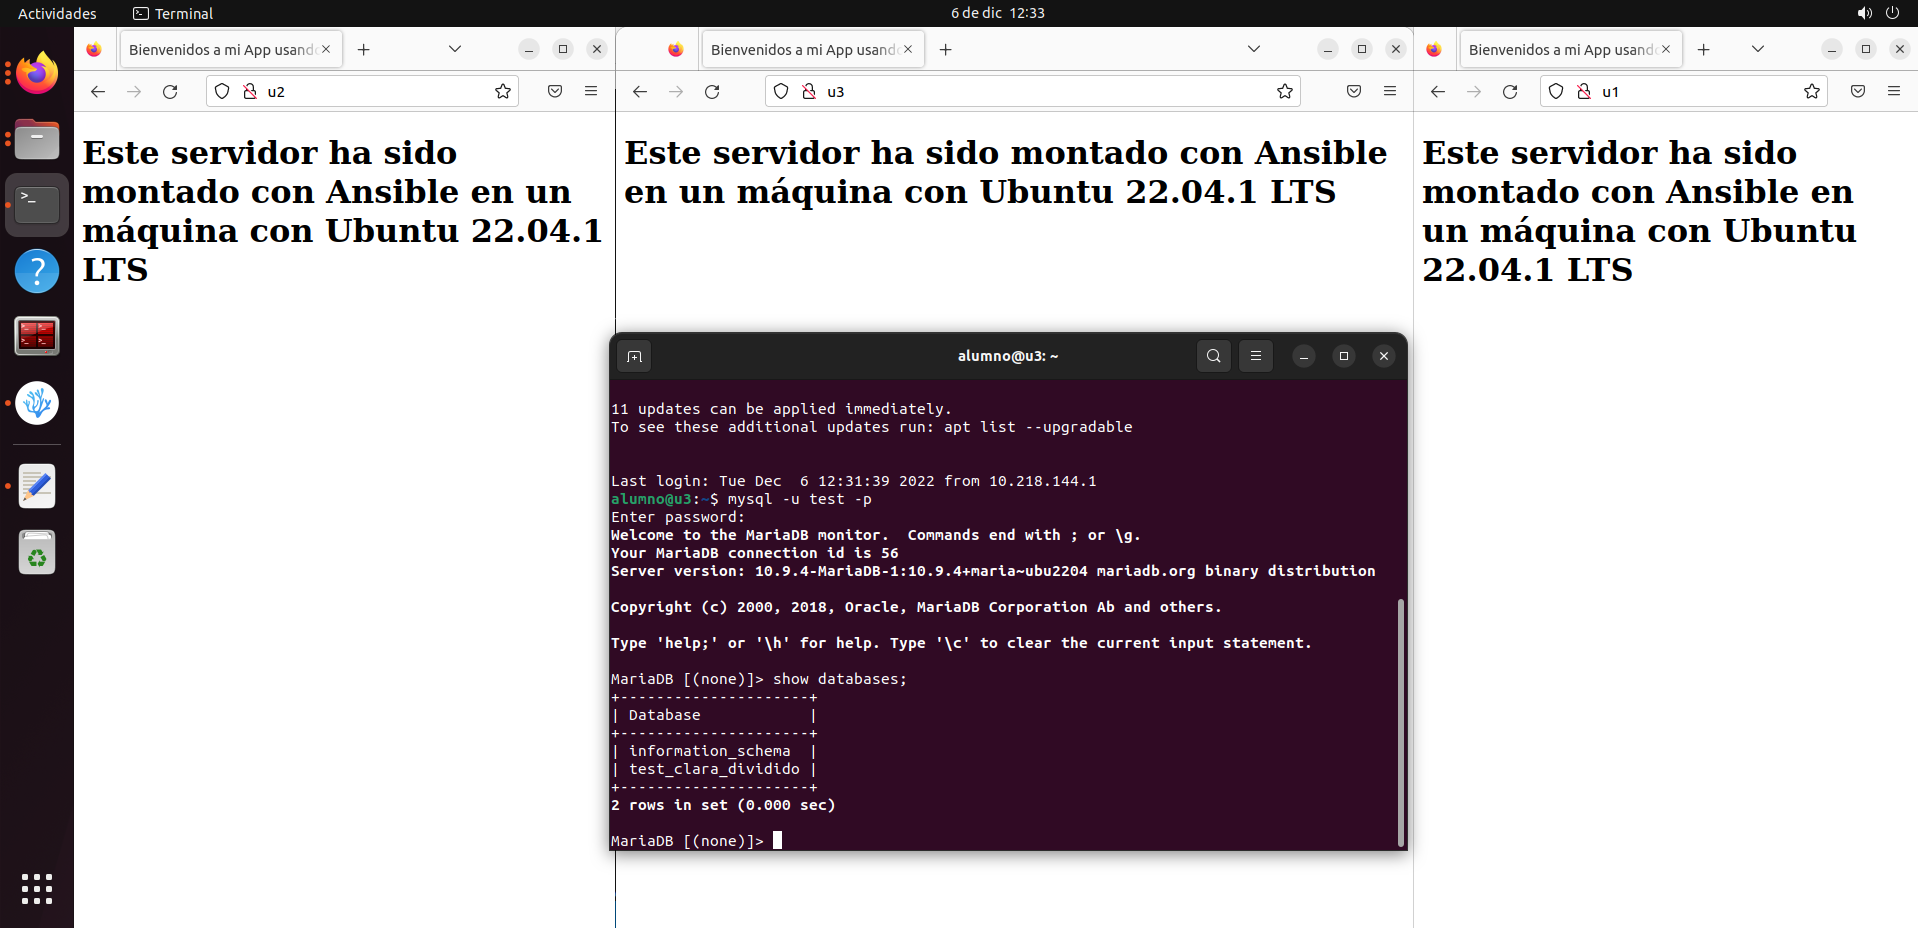 Actividades
Terminal
6 de dic 12:33
Bienvenidos a mi App usand
u2
Este servidor ha sido
montado con Ansible en un
máquina con Ubuntu 22.04.1
LTS
Bienvenidos a mi App usand
u3
Este servidor ha sido montado con Ansible
en un máquina con Ubuntu 22.04.1 LTS
Bienvenidos a mi App usand
u1
Este servidor ha sido
montado con Ansible en
un máquina con Ubuntu
22.04.1 LTS
alumno@u3: ~
11 updates can be applied immediately.
To see these additional updates run: apt list --upgradable
Last login: Tue Dec  6 12:31:39 2022 from 10.218.144.1
alumno@u3:~$ mysql -u test -p
Enter password:
Welcome to the MariaDB monitor.  Commands end with ; or \g.
Your MariaDB connection id is 56
Server version: 10.9.4-MariaDB-1:10.9.4+maria~ubu2204 mariadb.org binary distribution
Copyright (c) 2000, 2018, Oracle, MariaDB Corporation Ab and others.
Type 'help;' or '\h' for help. Type '\c' to clear the current input statement.
MariaDB [(none)]> show databases;
+---------------------+
| Database            |
+---------------------+
| information_schema  |
| test_clara_dividido |
+---------------------+
2 rows in set (0.000 sec)
MariaDB [(none)]>